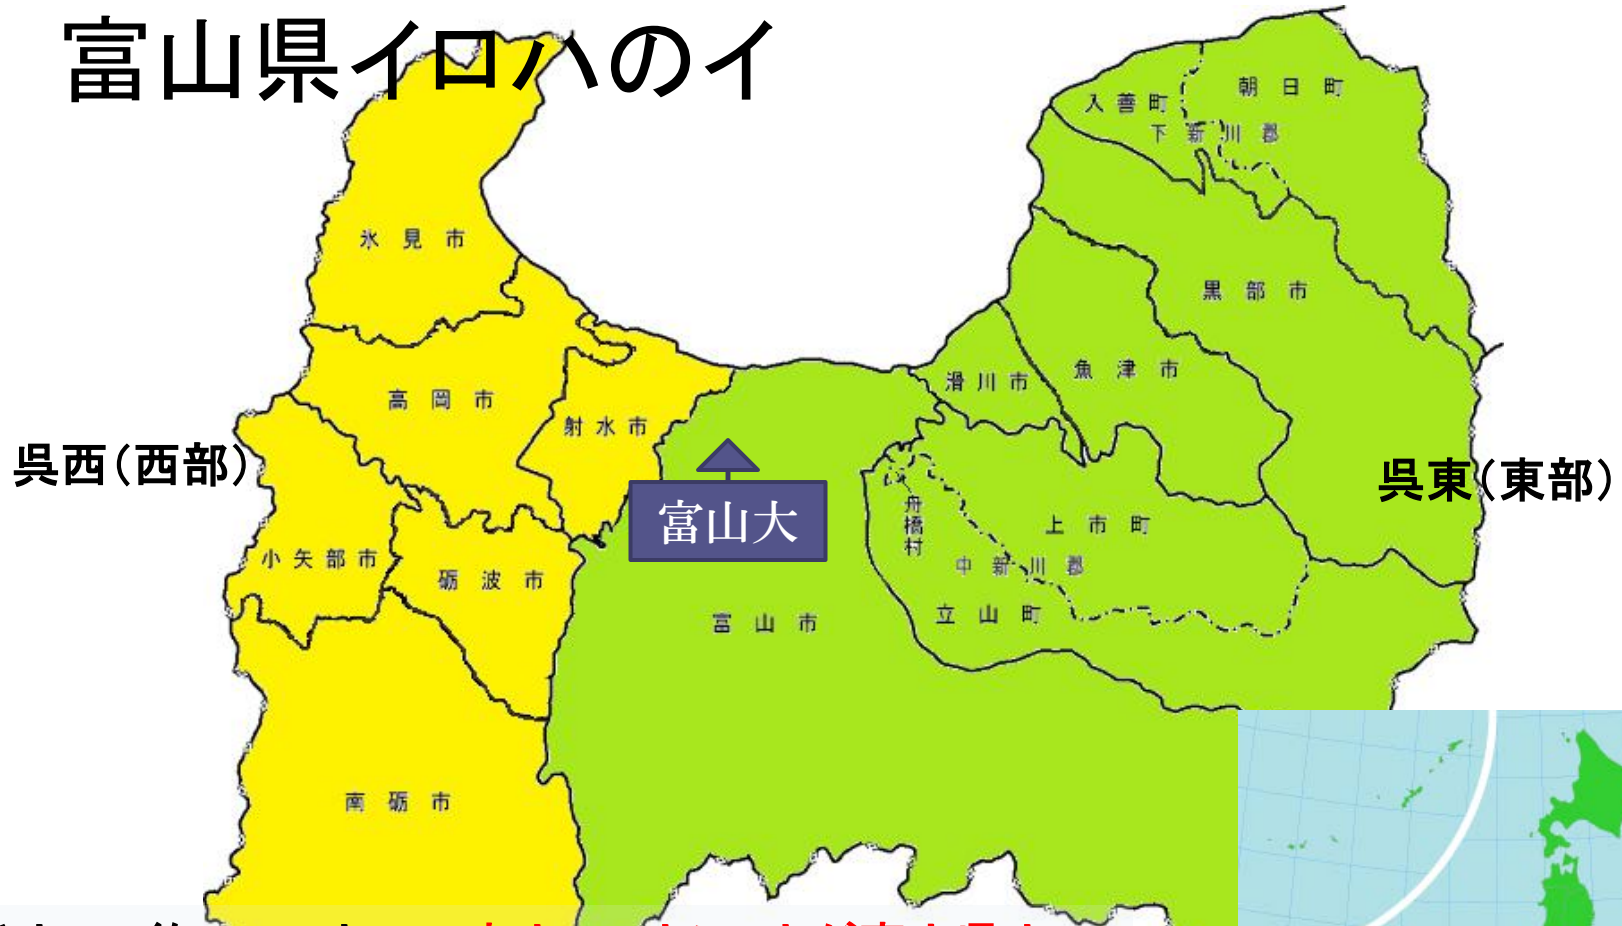 富山県イロハのイ
朝日町
入善町
下新川郡
氷見市
黒部市
魚津市
滑川市
高岡市
射水市
呉西(西部)
呉東(東部)
富山大
舟橋村
上市町
小矢部市
中新川郡
砺波市
立山町
富山市
南砺市